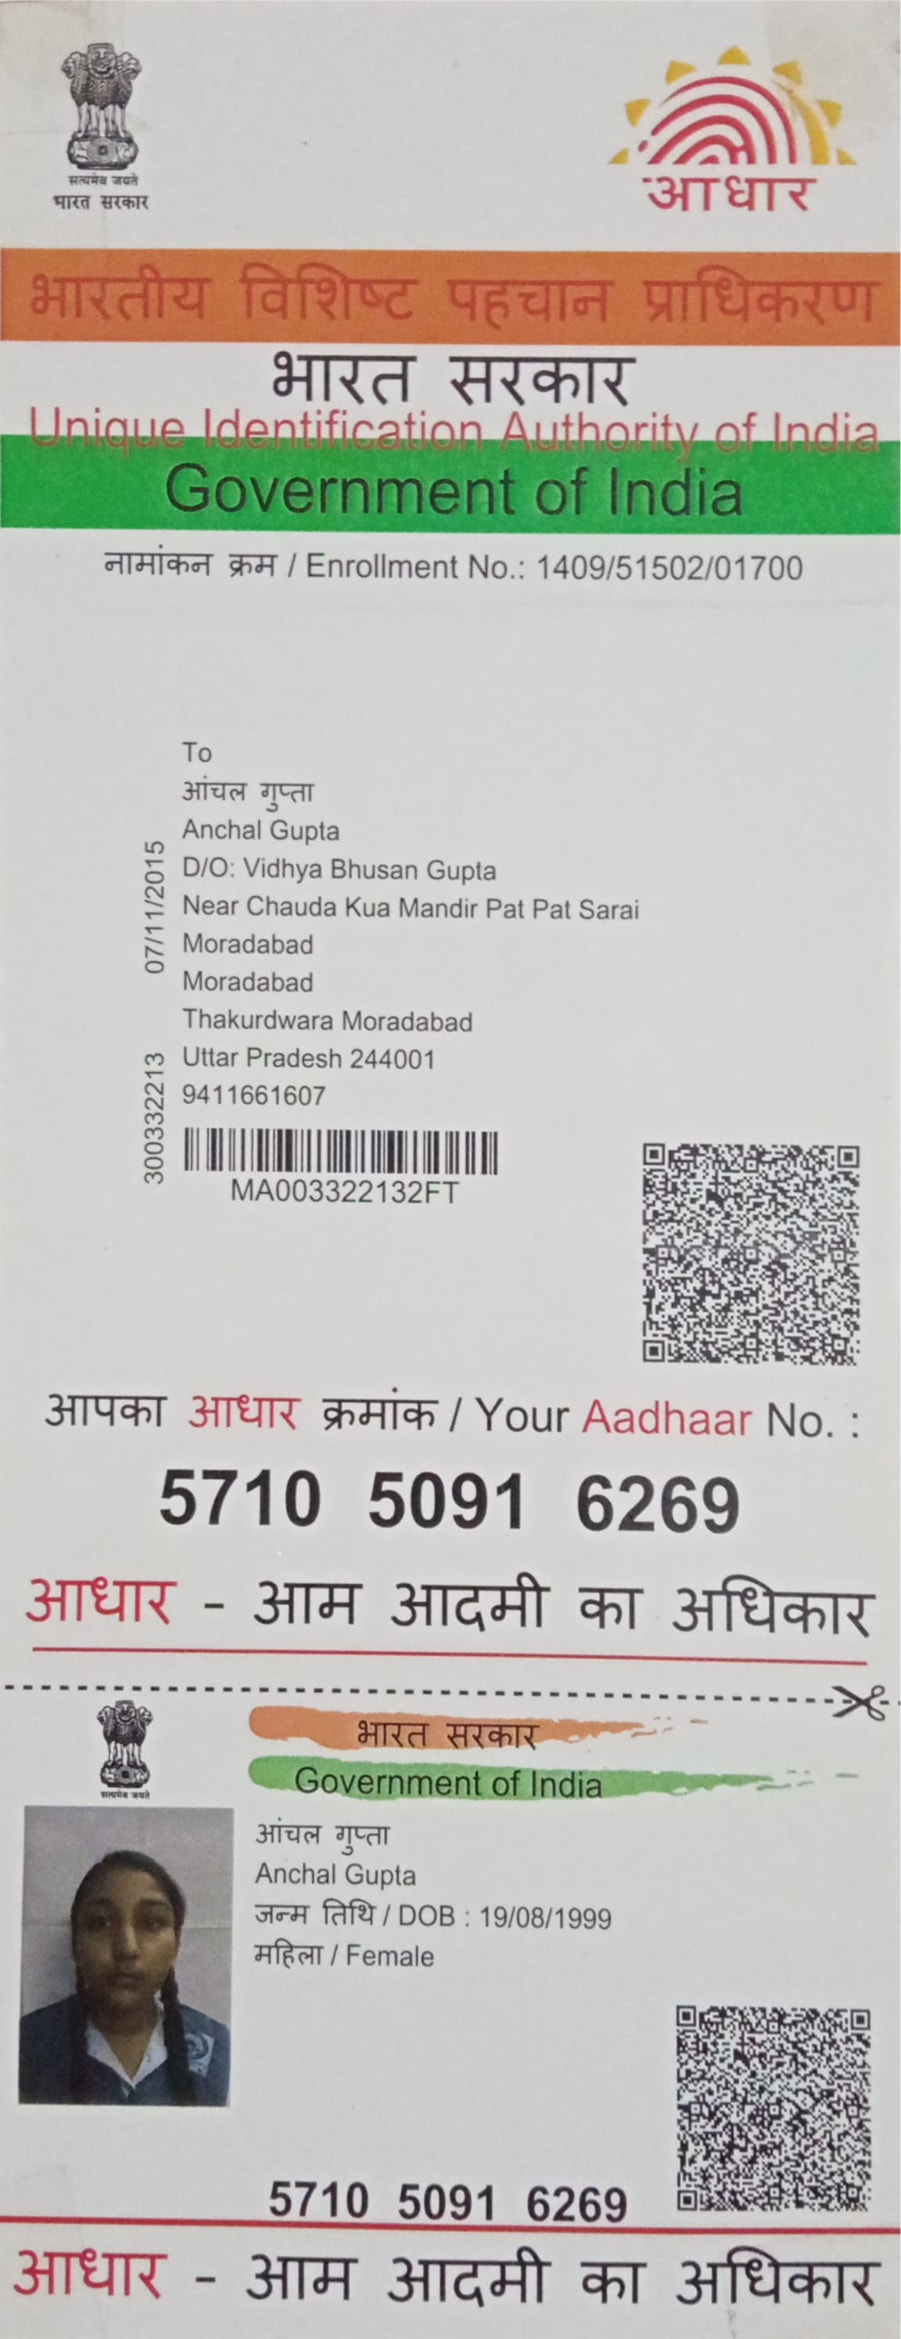 सत्यमेव जयते
भारत सरकार
आधार
भारतीय विशिष्ट पहचान प्राधिकरण
भारत सरकार
Unique Identification Authority of India
Government of India
नामांकन क्रम / Enrollment No.: 1409/51502/01700
To
आंचल गुप्ता
Anchal Gupta
D/O: Vidhya Bhusan Gupta
Near Chauda Kua Mandir Pat Pat Sarai
Moradabad
Moradabad
Thakurdwara Moradabad
Uttar Pradesh 244001
9411661607
07/11/2015
300332213
MA003322132FT
आपका आधार क्रमांक / Your Aadhaar No. :
5710 5091 6269
आधार - आम आदमी का अधिकार
सत्यमेव जयते
भारत सरकार
Government of India
आंचल गुप्ता
Anchal Gupta
जन्म तिथि / DOB : 19/08/1999
महिला / Female
5710 5091 6269
आधार - आम आदमी का अधिकार